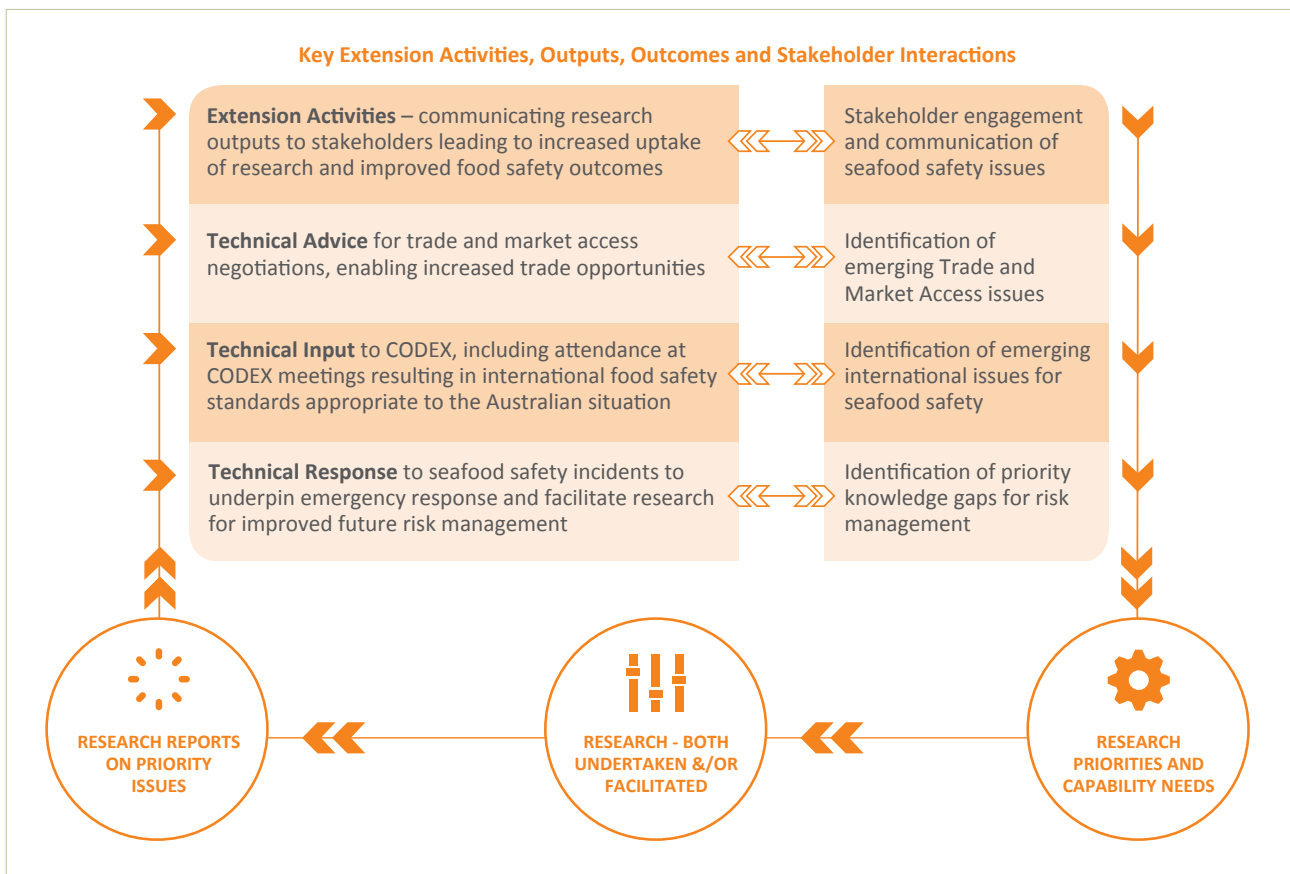 Key Extension Activities, Outputs, Outcomes and Stakeholder Interactions
Extension Activities – communicating research
outputs to stakeholders leading to increased uptake
of research and improved food safety outcomes
Stakeholder engagement
and communication of
seafood safety issues
Technical Advice for trade and market access
negotiations, enabling increased trade opportunities
Identification of
emerging Trade and
Market Access issues
Technical Input to CODEX, including attendance at
CODEX meetings resulting in international food safety
standards appropriate to the Australian situation
Identification of emerging
international issues for
seafood safety
Technical Response to seafood safety incidents to
underpin emergency response and facilitate research
for improved future risk management
Identification of priority
knowledge gaps for risk
management
RESEARCH REPORTS
ON PRIORITY
ISSUES
RESEARCH - BOTH
UNDERTAKEN &/OR
FACILITATED
RESEARCH
PRIORITIES AND
CAPABILITY NEEDS